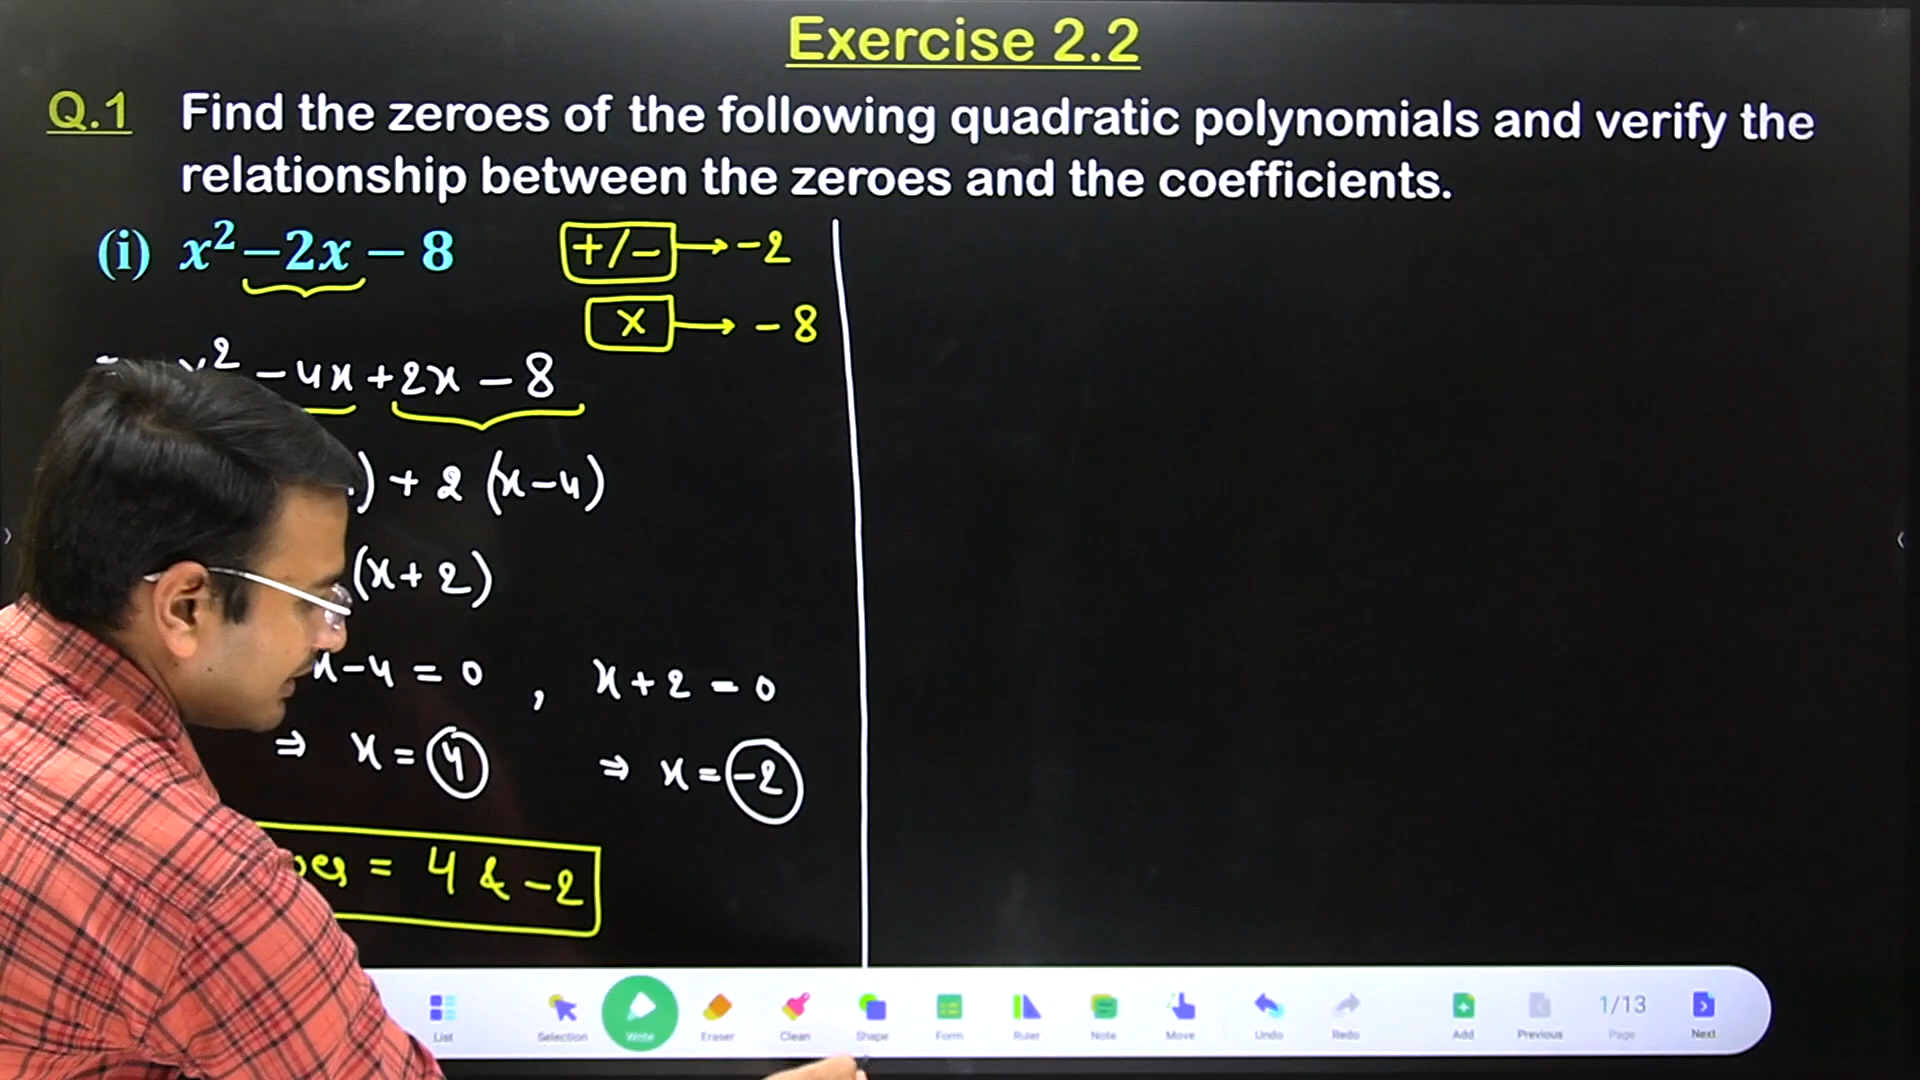 Exercise 2.2
Q.1 Find the zeroes of the following quadratic polynomials and verify the
relationship between the zeroes and the coefficients.
(i) x² − 2x − 8
+/− → −2
x → −8
x² − 4x + 2x − 8
) + 2 (x−4)
(x+2)
x−4 = 0 , x+2 = 0
⇒ x = 4 ⇒ x = −2
= 4 & −2
List Selection Write Eraser Clean Shape Form Ruler Note Move Undo Redo Add Previous 1/13 Page Next